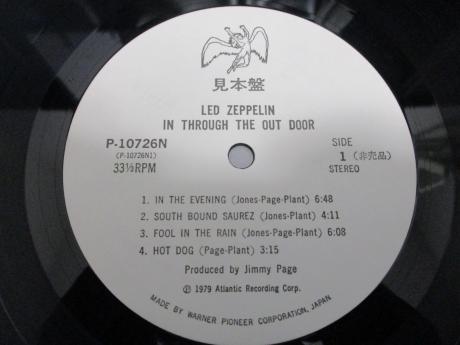 見本盤
LED ZEPPELIN
IN THROUGH THE OUT DOOR
P-10726N
(P-10726N1)
33⅓RPM
SIDE
1 (非売品)
STEREO
1. IN THE EVENING (Jones-Page-Plant) 6:48
2. SOUTH BOUND SAUREZ (Jones-Plant) 4:11
3. FOOL IN THE RAIN (Jones-Page-Plant) 6:08
4. HOT DOG (Page-Plant) 3:15
Produced by Jimmy Page
℗ 1979 Atlantic Recording Corp.
MADE BY WARNER PIONEER CORPORATION, JAPAN